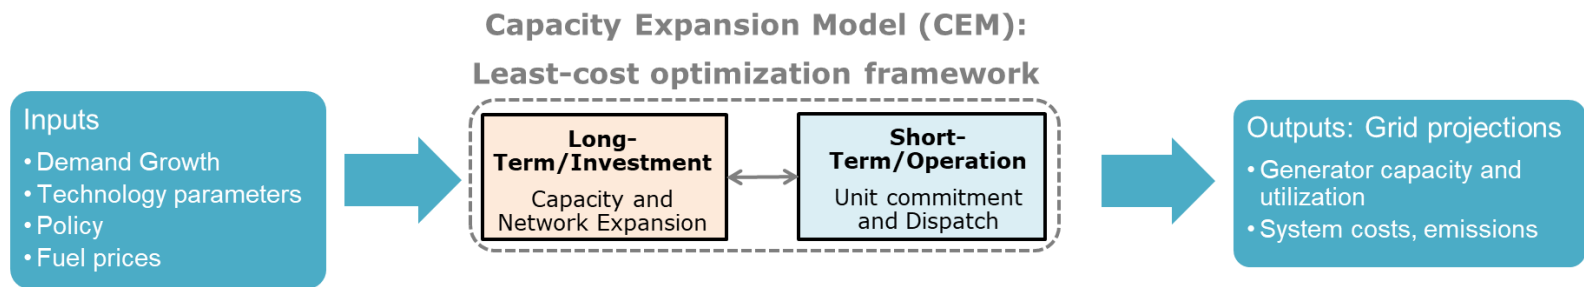 Capacity Expansion Model (CEM):
Least-cost optimization framework
Inputs
• Demand Growth
• Technology parameters
• Policy
• Fuel prices
Long-
Term/Investment
Capacity and
Network Expansion
Short-
Term/Operation
Unit commitment
and Dispatch
Outputs: Grid projections
• Generator capacity and
utilization
• System costs, emissions